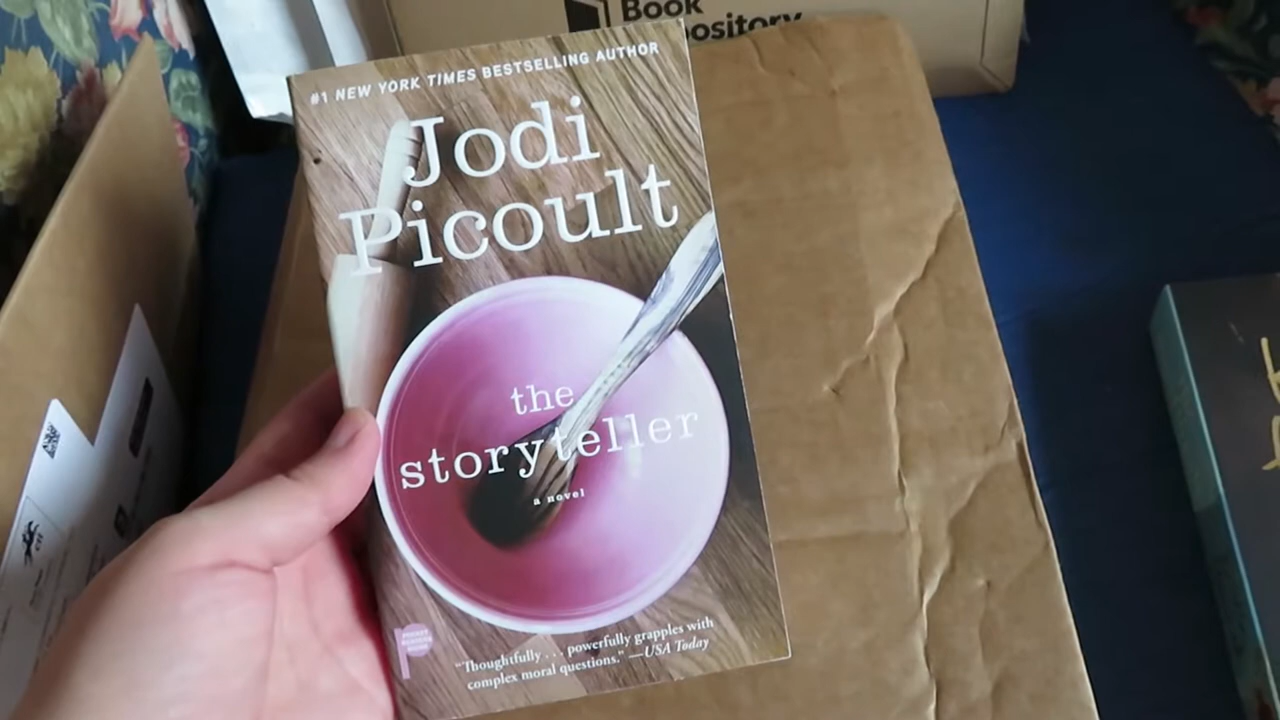 Book
ository
#1 NEW YORK TIMES BESTSELLING AUTHOR
Jodi
Picoult
the
storyteller
a novel
"Thoughtfully . . . powerfully grapples with
complex moral questions." —USA Today